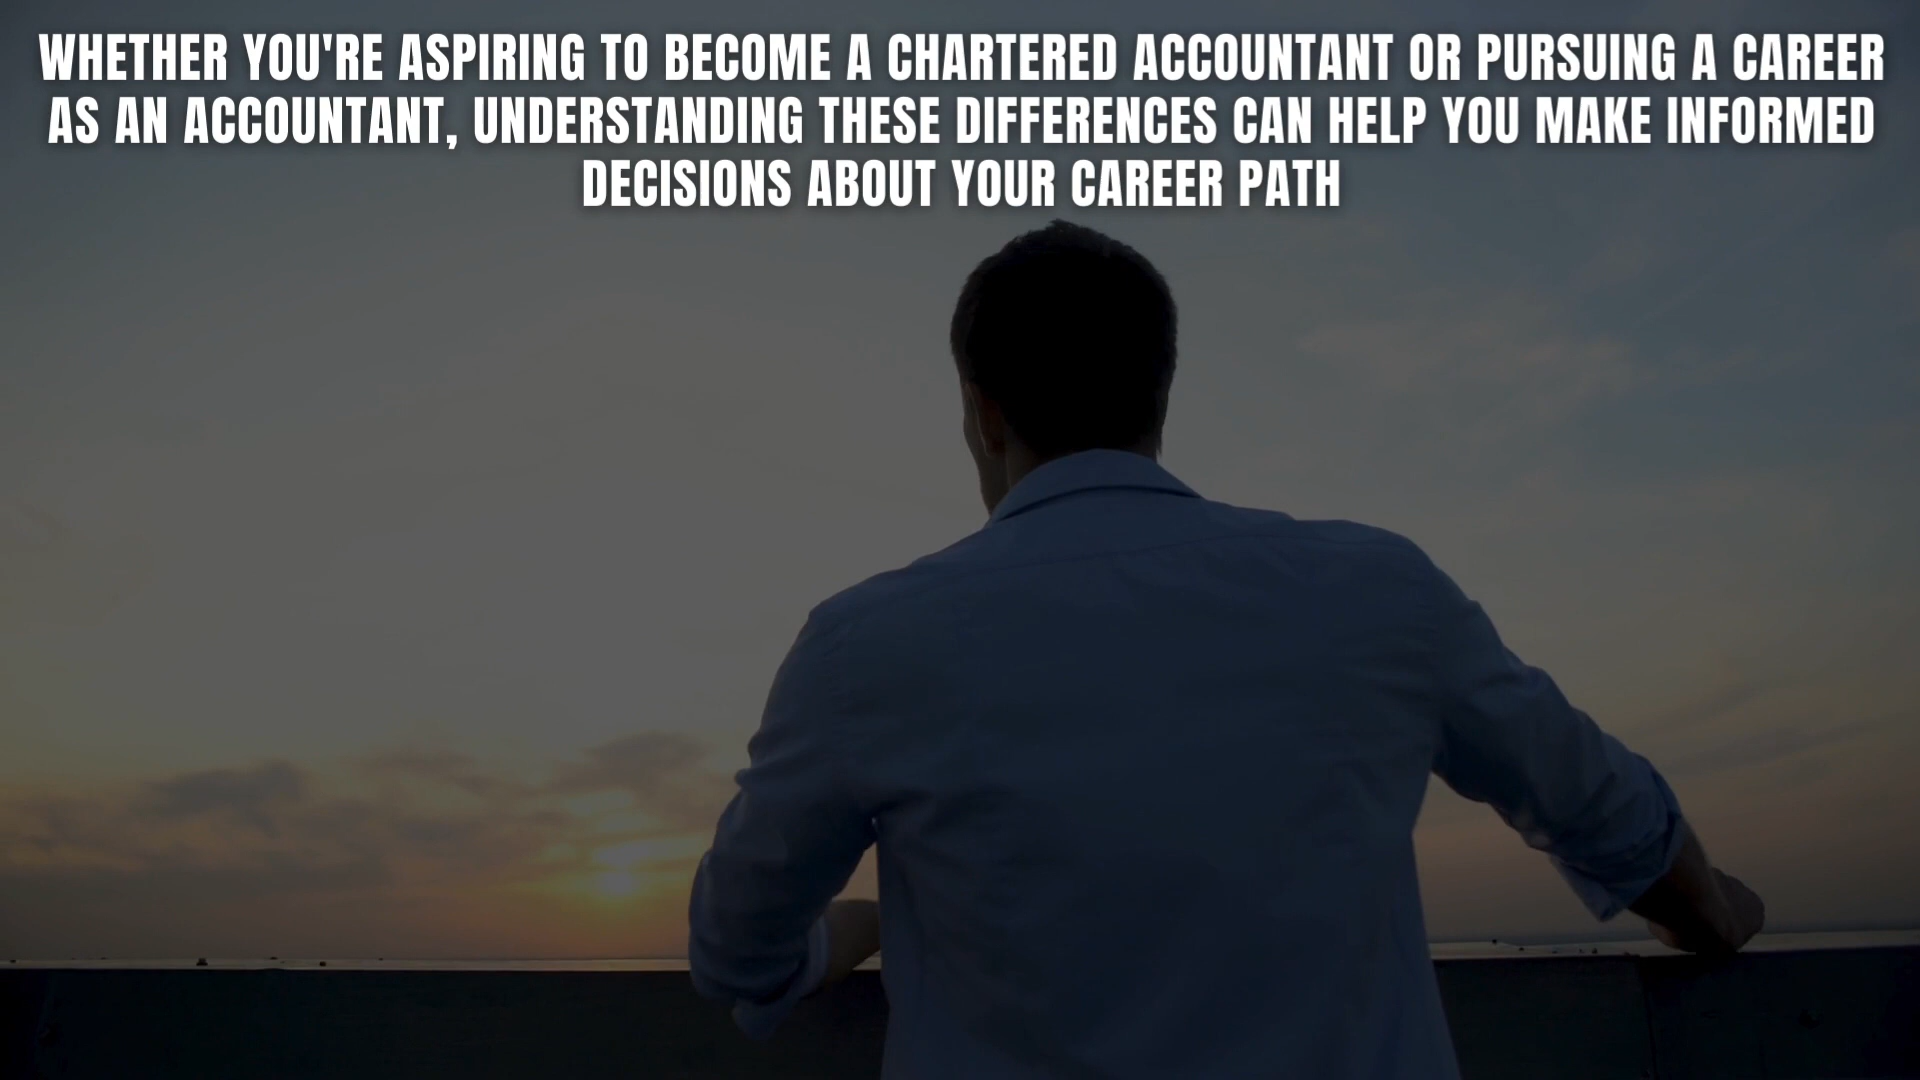 WHETHER YOU'RE ASPIRING TO BECOME A CHARTERED ACCOUNTANT OR PURSUING A CAREER
AS AN ACCOUNTANT, UNDERSTANDING THESE DIFFERENCES CAN HELP YOU MAKE INFORMED
DECISIONS ABOUT YOUR CAREER PATH